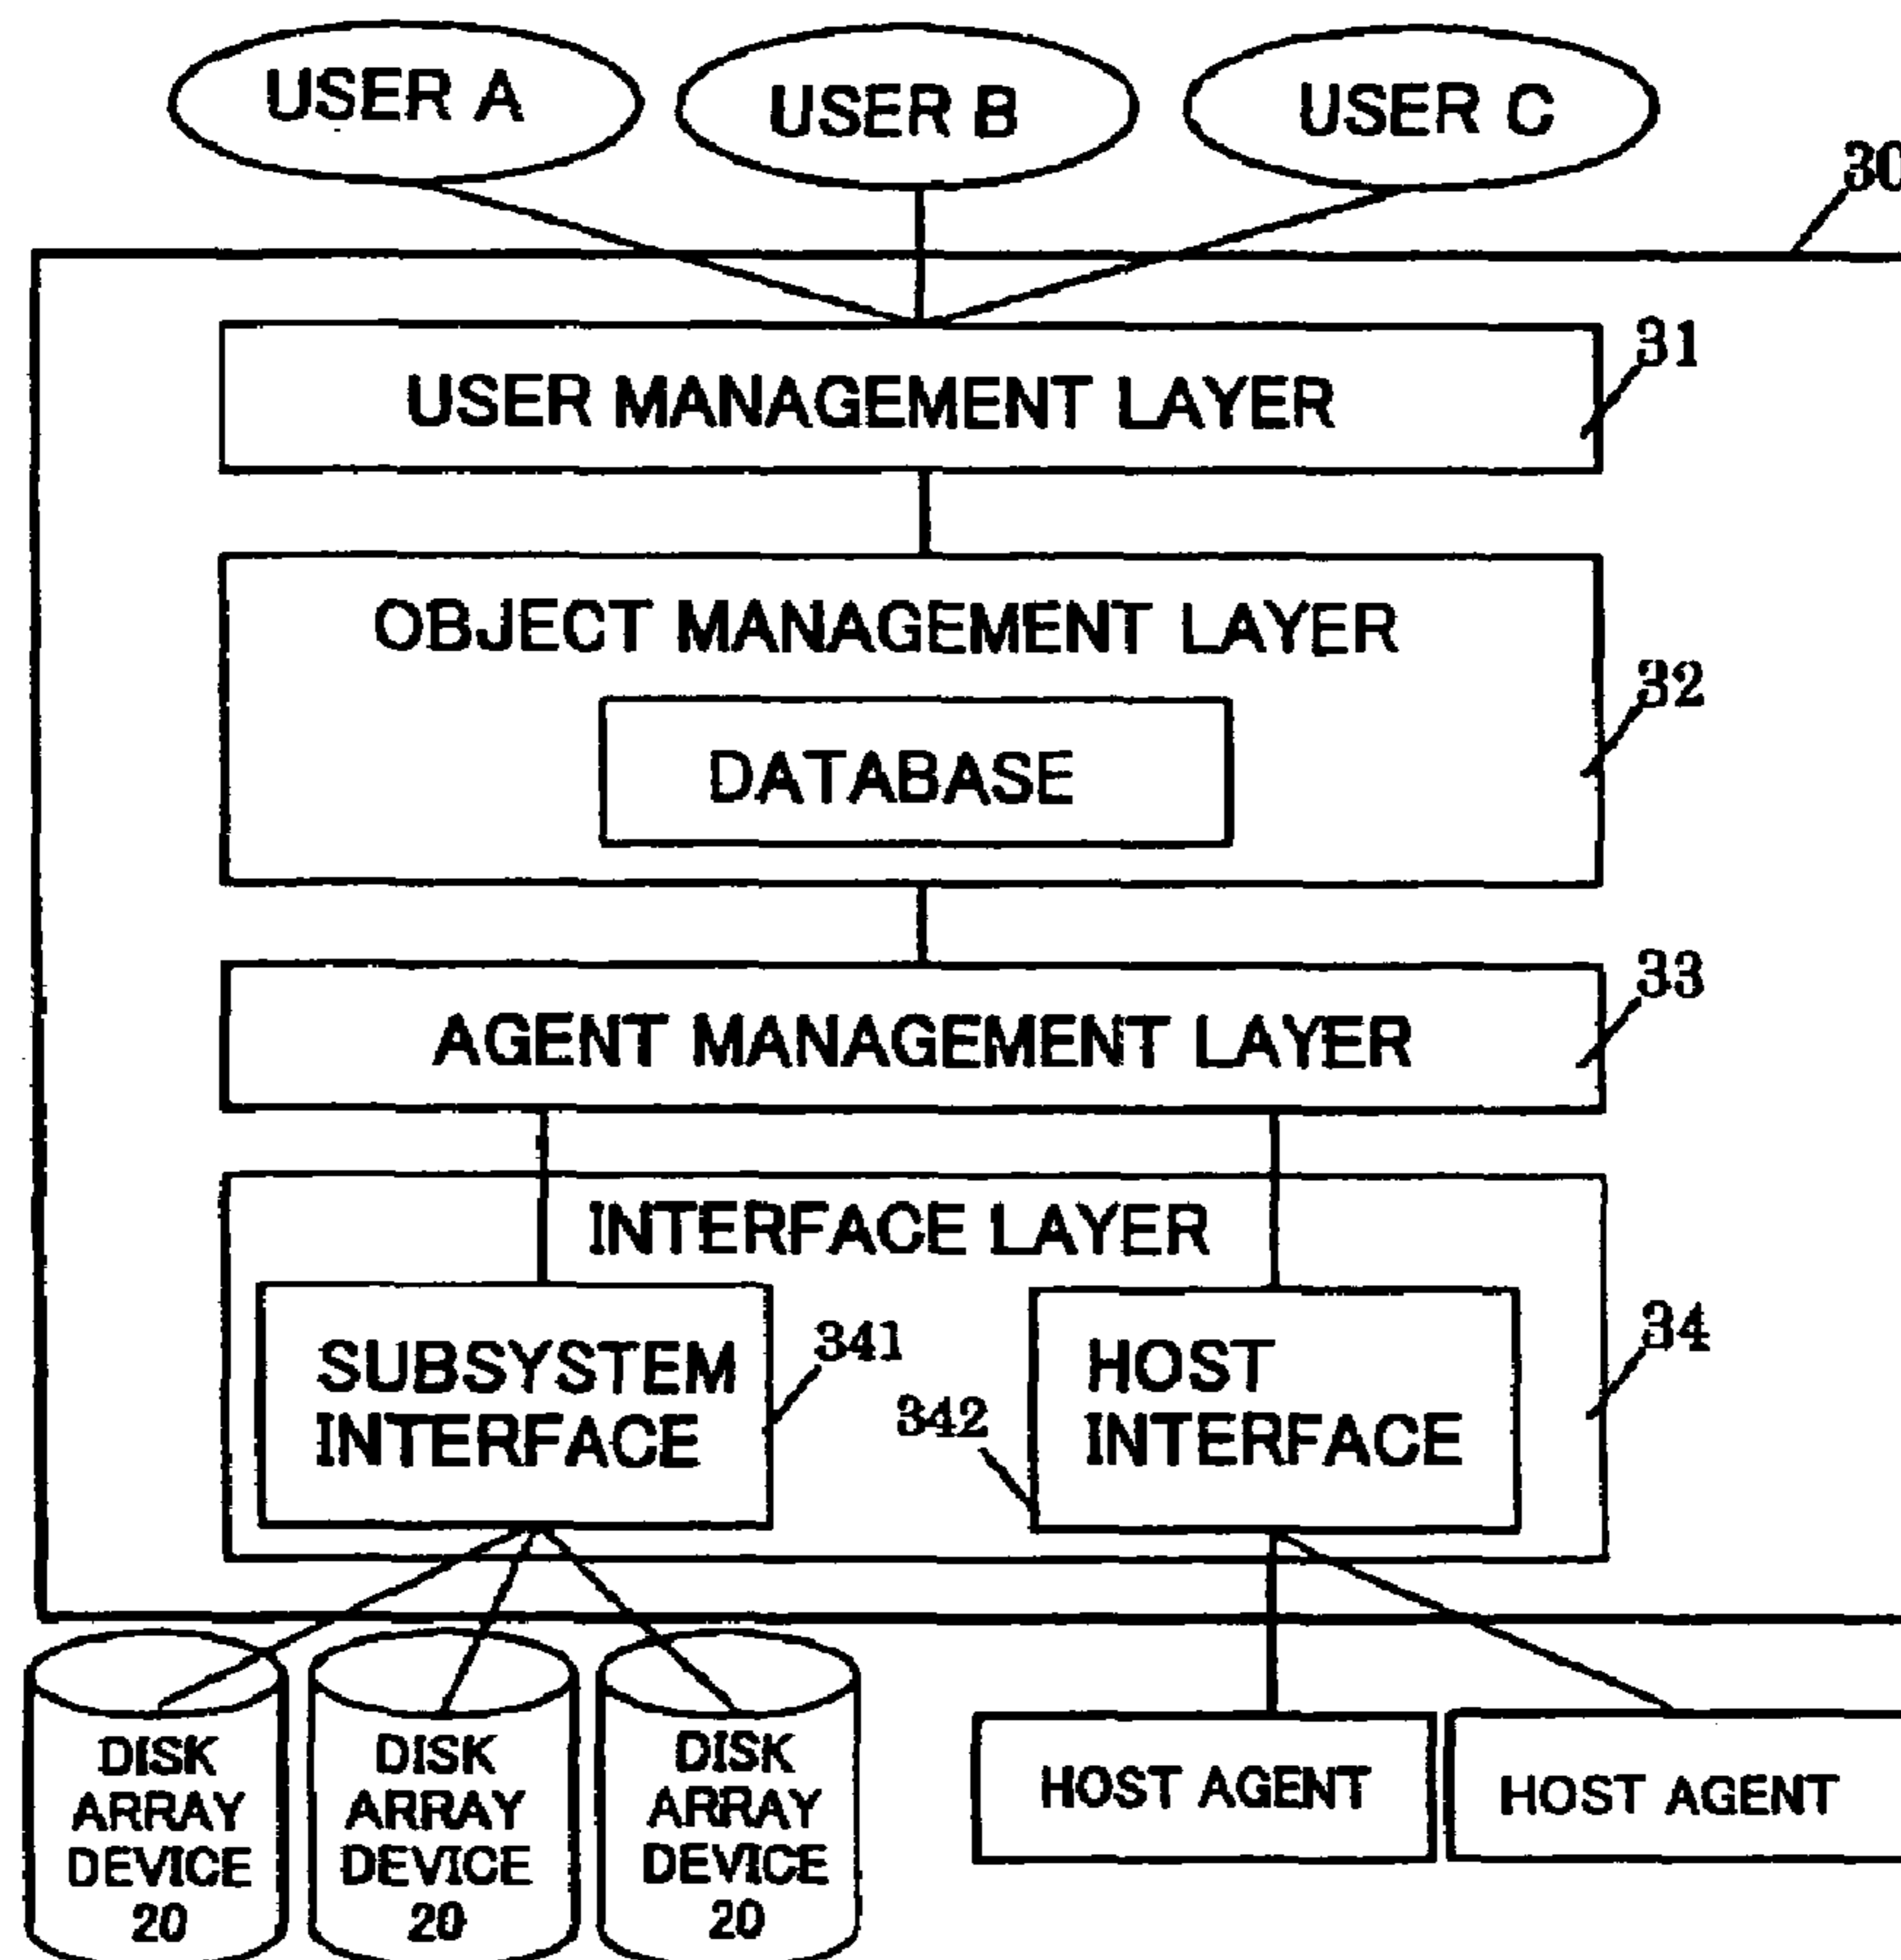 USER A
USER B
USER C
30
31
USER MANAGEMENT LAYER
OBJECT MANAGEMENT LAYER
32
DATABASE
33
AGENT MANAGEMENT LAYER
INTERFACE LAYER
34
SUBSYSTEM
INTERFACE
341
342
HOST
INTERFACE
DISK
ARRAY
DEVICE
20
DISK
ARRAY
DEVICE
20
DISK
ARRAY
DEVICE
20
HOST AGENT
HOST AGENT